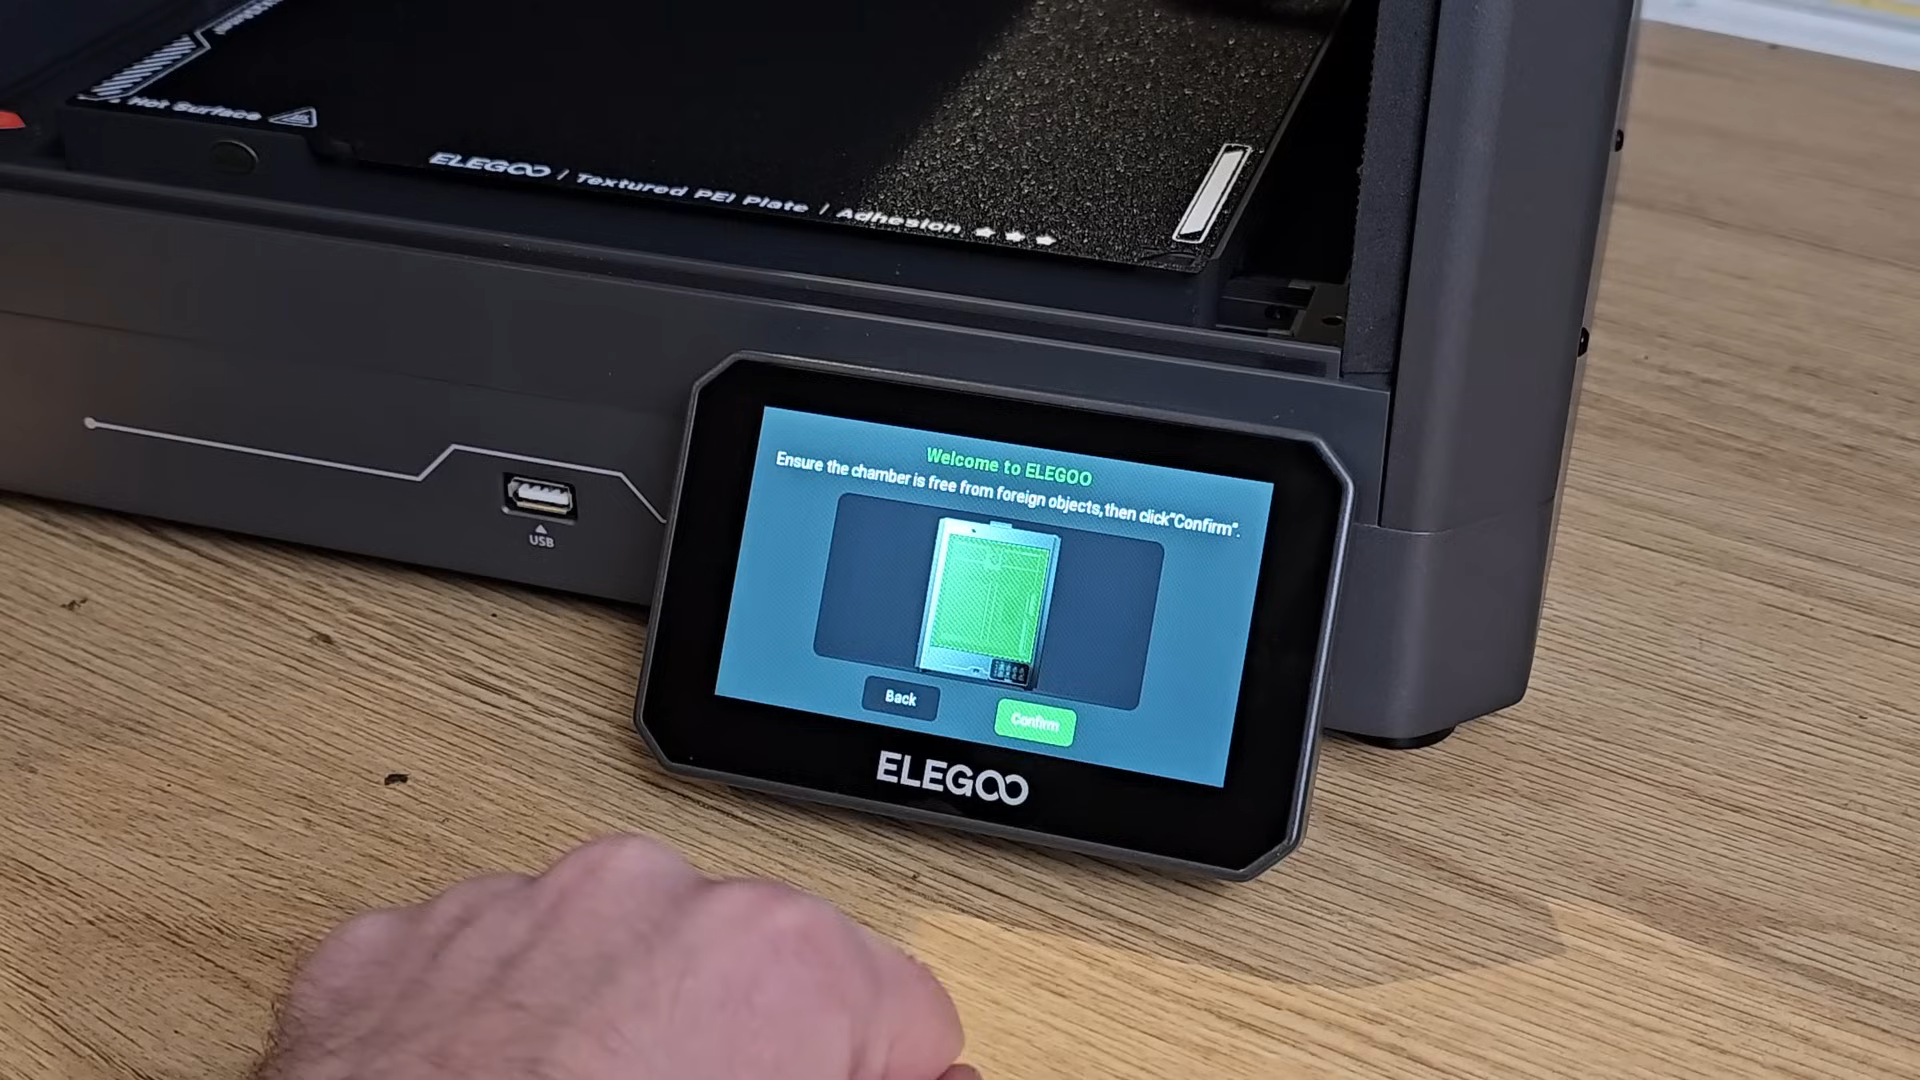 Hot Surface
ELEGOO / Textured PEI Plate / Adhesion ★ ★ ★
USB
Welcome to ELEGOO
Ensure the chamber is free from foreign objects,then click"Confirm".
Back
Confirm
ELEGOO